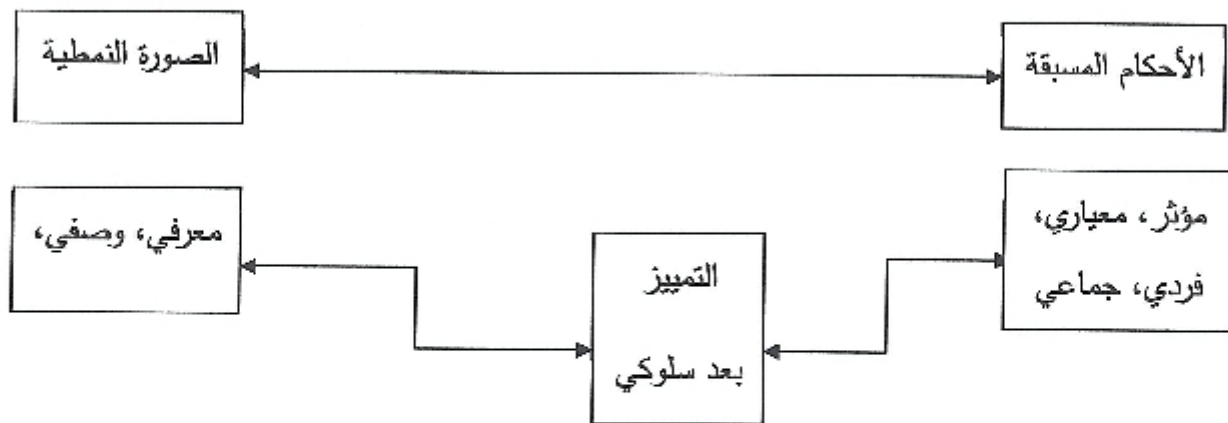 الأحكام المسبقة
الصورة النمطية
مؤثر، معياري،
فردي، جماعي
معرفي، وصفي،
التمييز
بعد سلوكي